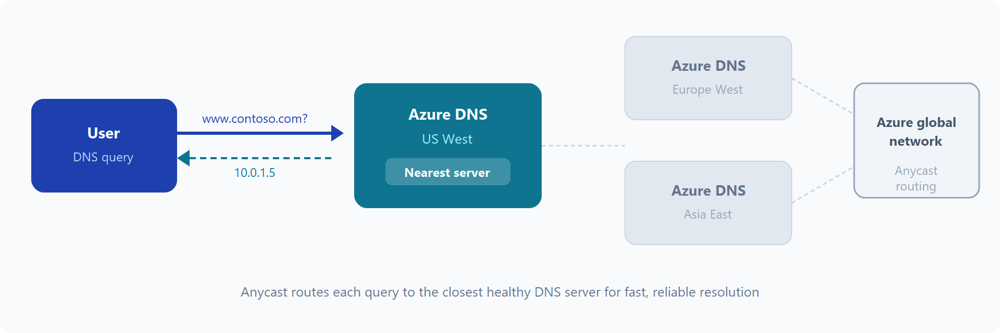 User
DNS query
www.contoso.com?
10.0.1.5
Azure DNS
US West
Nearest server
Azure DNS
Europe West
Azure DNS
Asia East
Azure global
network
Anycast
routing
Anycast routes each query to the closest healthy DNS server for fast, reliable resolution